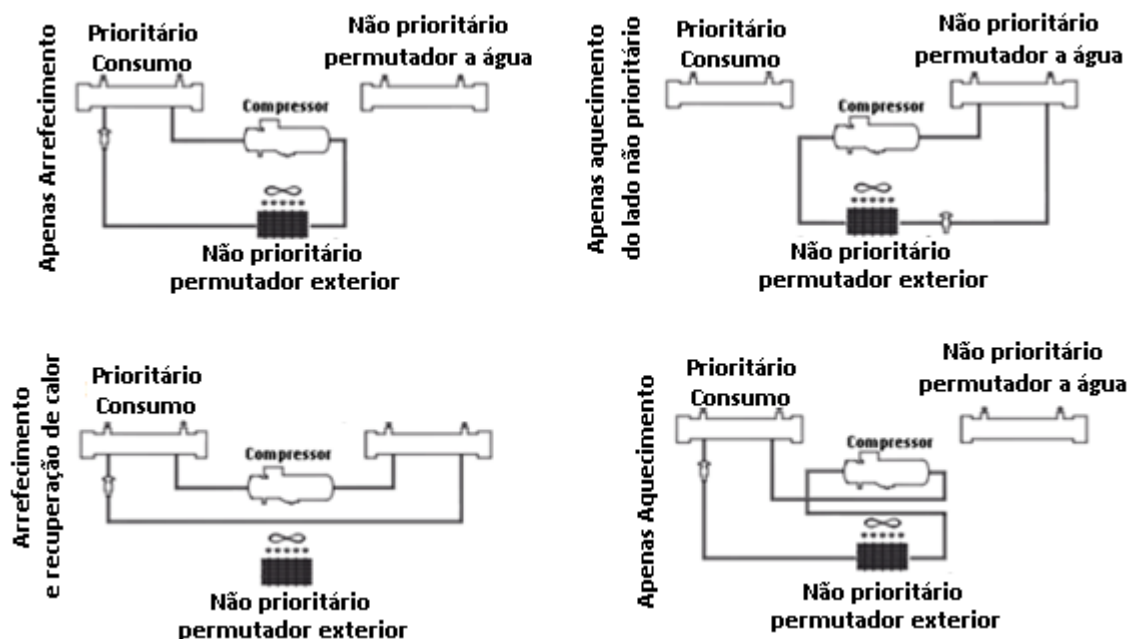 Apenas Arrefecimento
Prioritário
Consumo
Não prioritário
permutador a água
Compressor
Não prioritário
permutador exterior
Apenas aquecimento
do lado não prioritário
Prioritário
Consumo
Não prioritário
permutador a água
Compressor
Não prioritário
permutador exterior
Arrefecimento
e recuperação de calor
Prioritário
Consumo
Compressor
Não prioritário
permutador exterior
Apenas Aquecimento
Prioritário
Consumo
Não prioritário
permutador a água
Compressor
Não prioritário
permutador exterior